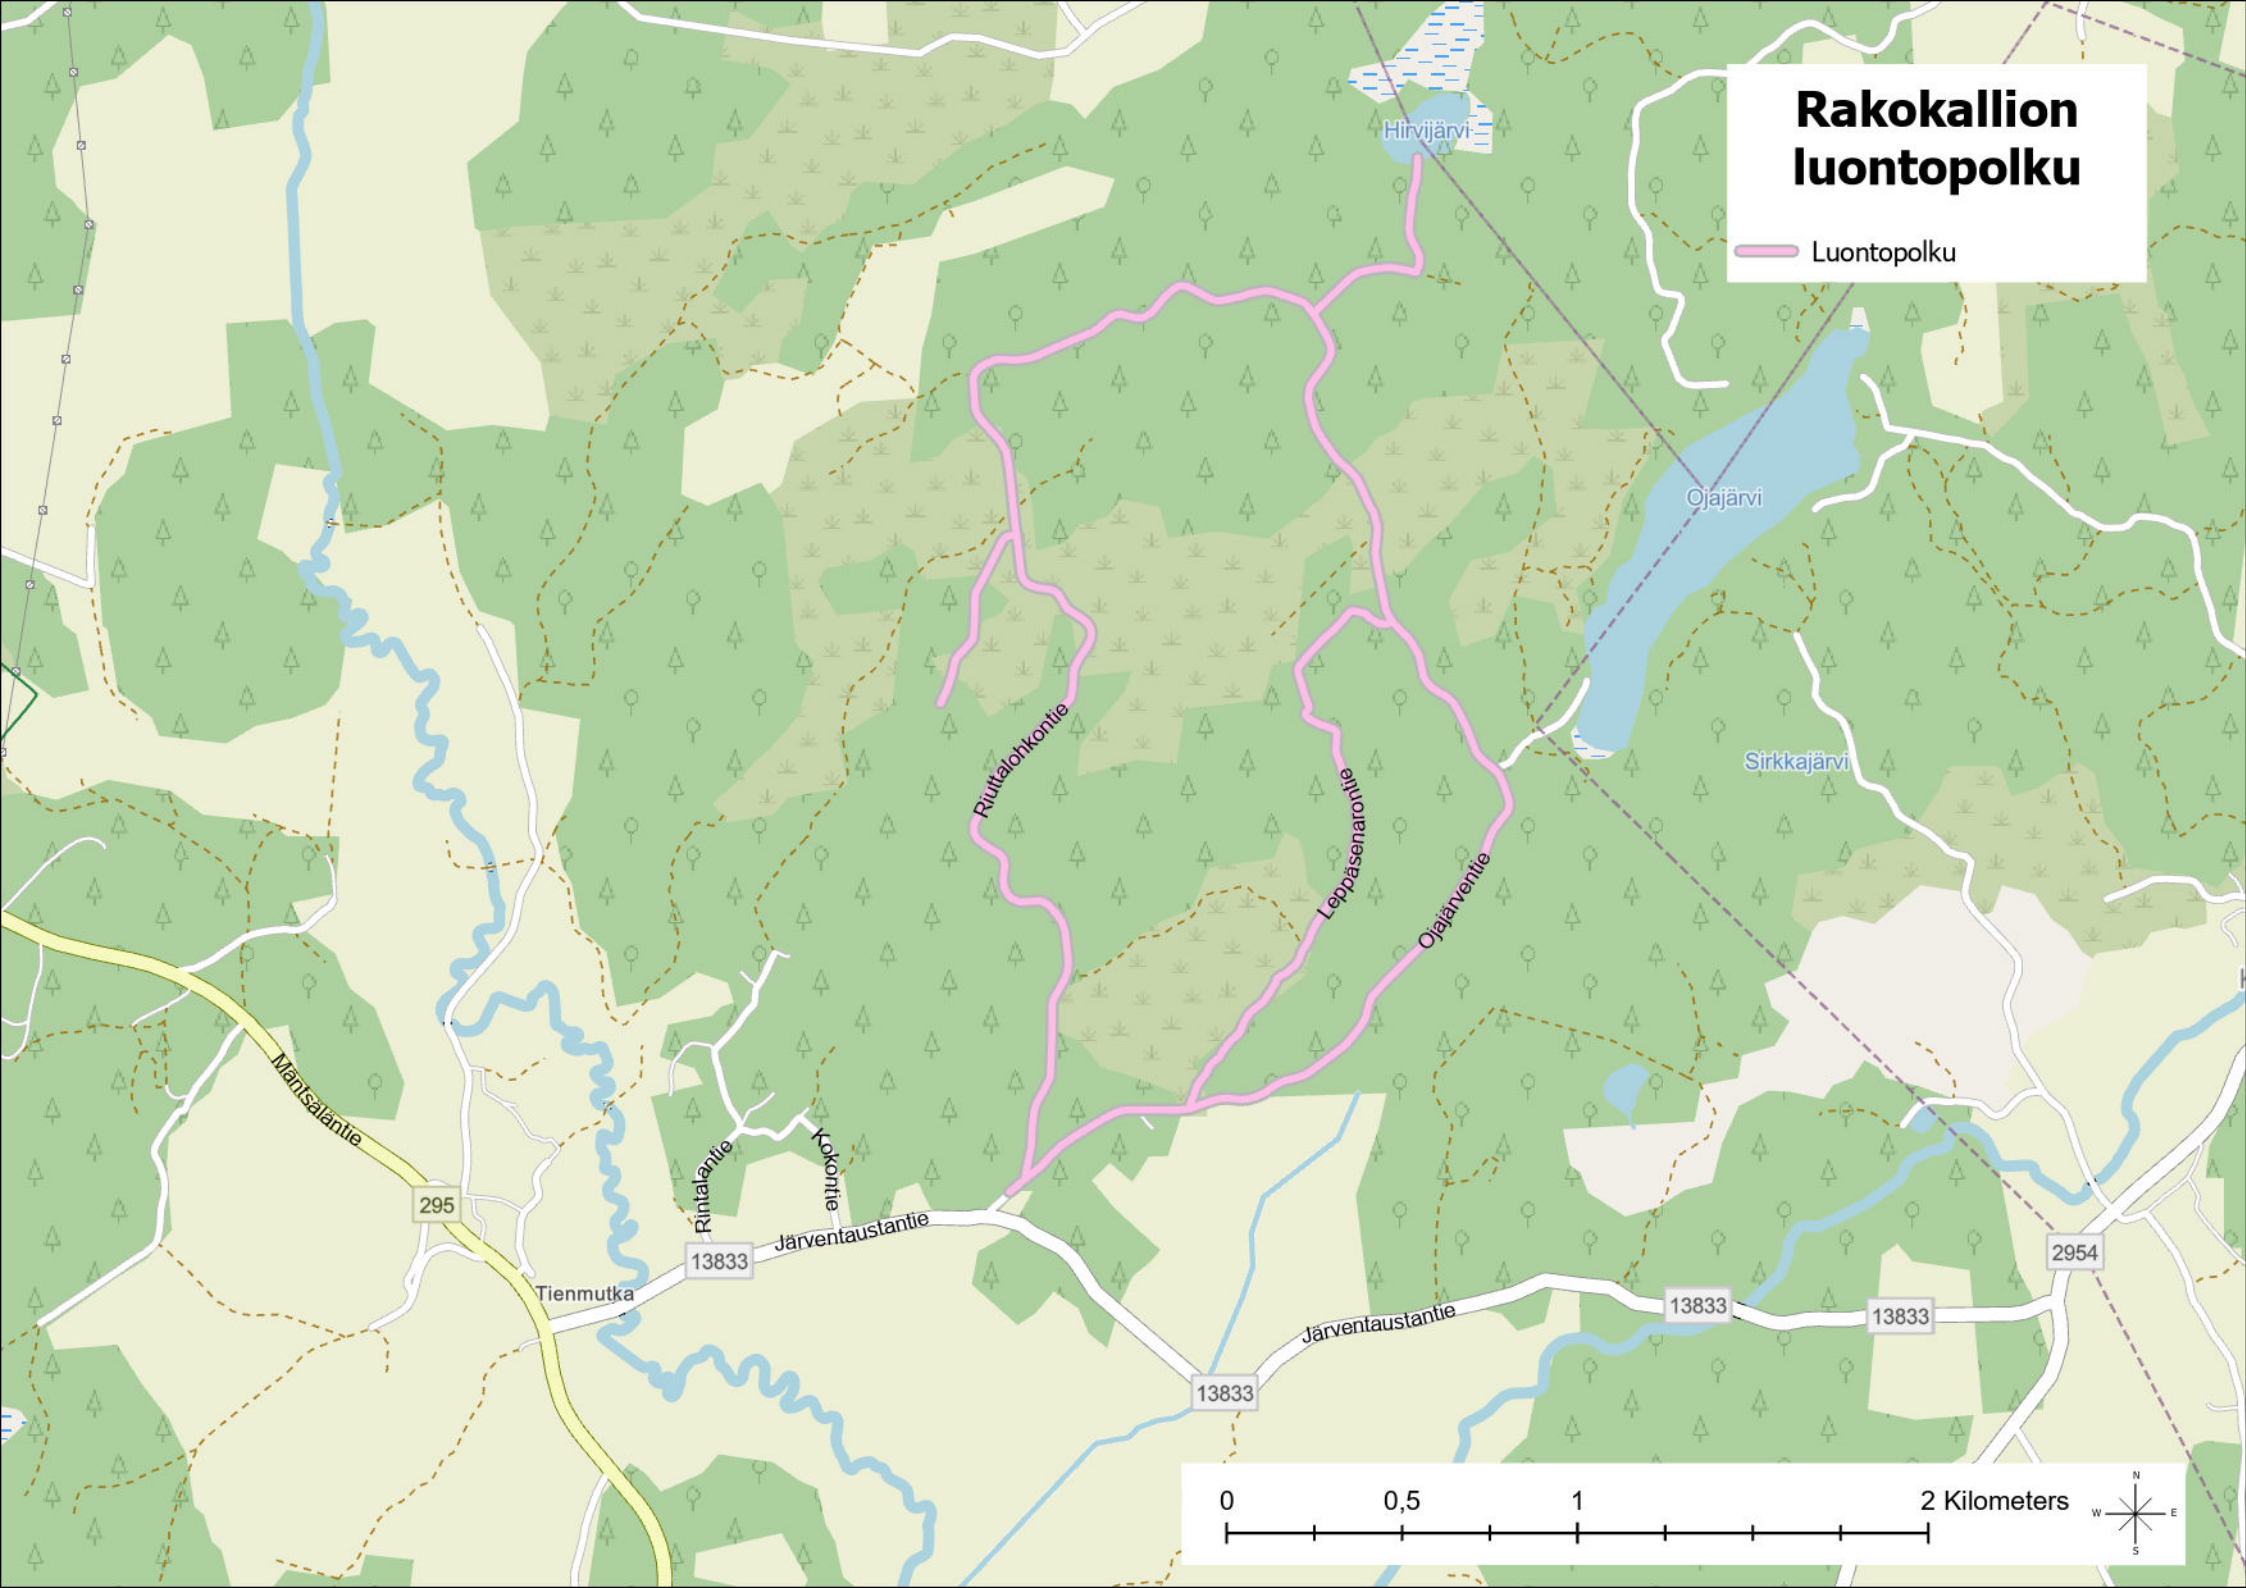 Rakokallion
luontopolku
Luontopolku
Hirvijärvi
Ojajärvi
Sirkkajärvi
Riuttalohkontie
Leppäsenarontie
Ojajärventie
Mäntsäläntie
Rintalantie
Kokontie
295
13833
Järventaustantie
Tienmutka
2954
13833
13833
Järventaustantie
13833
0 0,5 1 2 Kilometers
N
W E
S